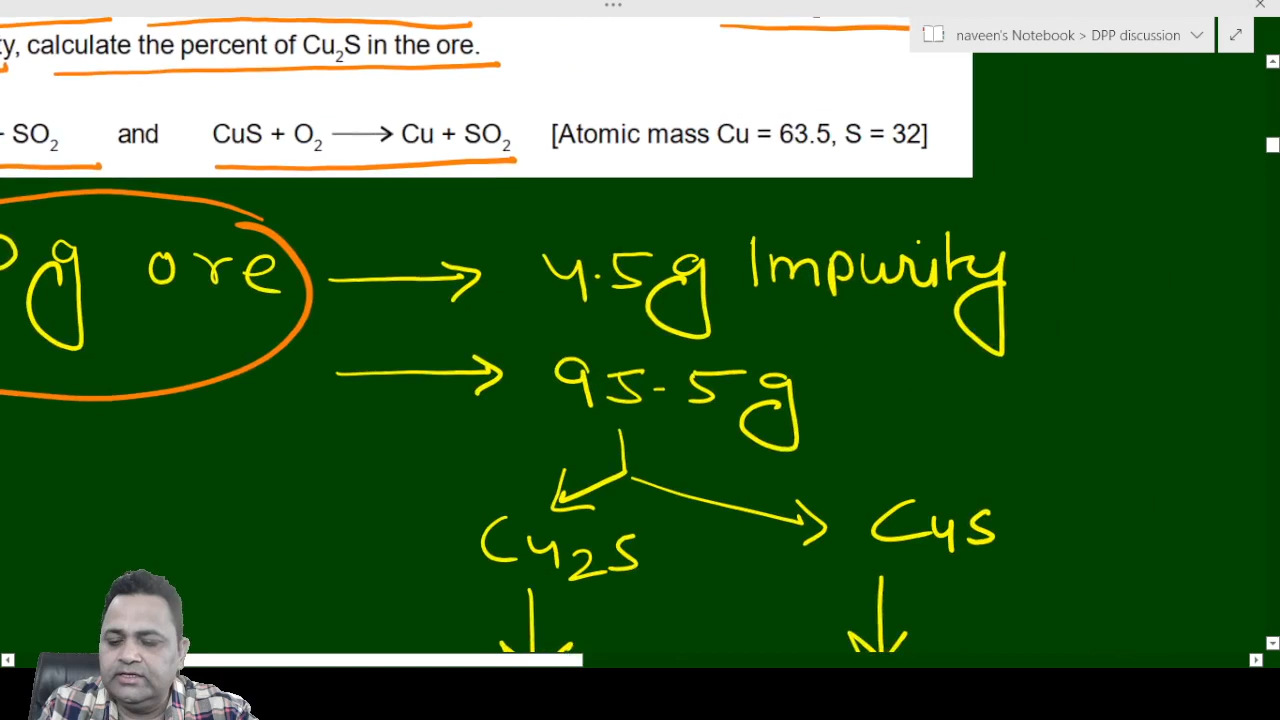 naveen's Notebook > DPP discussion
calculate the percent of Cu₂S in the ore.
SO₂ and CuS + O₂ ⟶ Cu + SO₂ [Atomic mass Cu = 63.5, S = 32]
g ore → 4.5g Impurity
→ 95.5g
Cu₂S → CuS